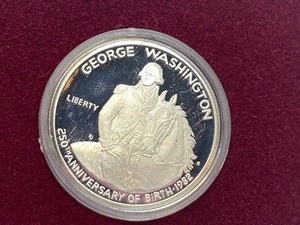 GEORGE WASHINGTON
LIBERTY
250TH ANNIVERSARY OF BIRTH · 1982